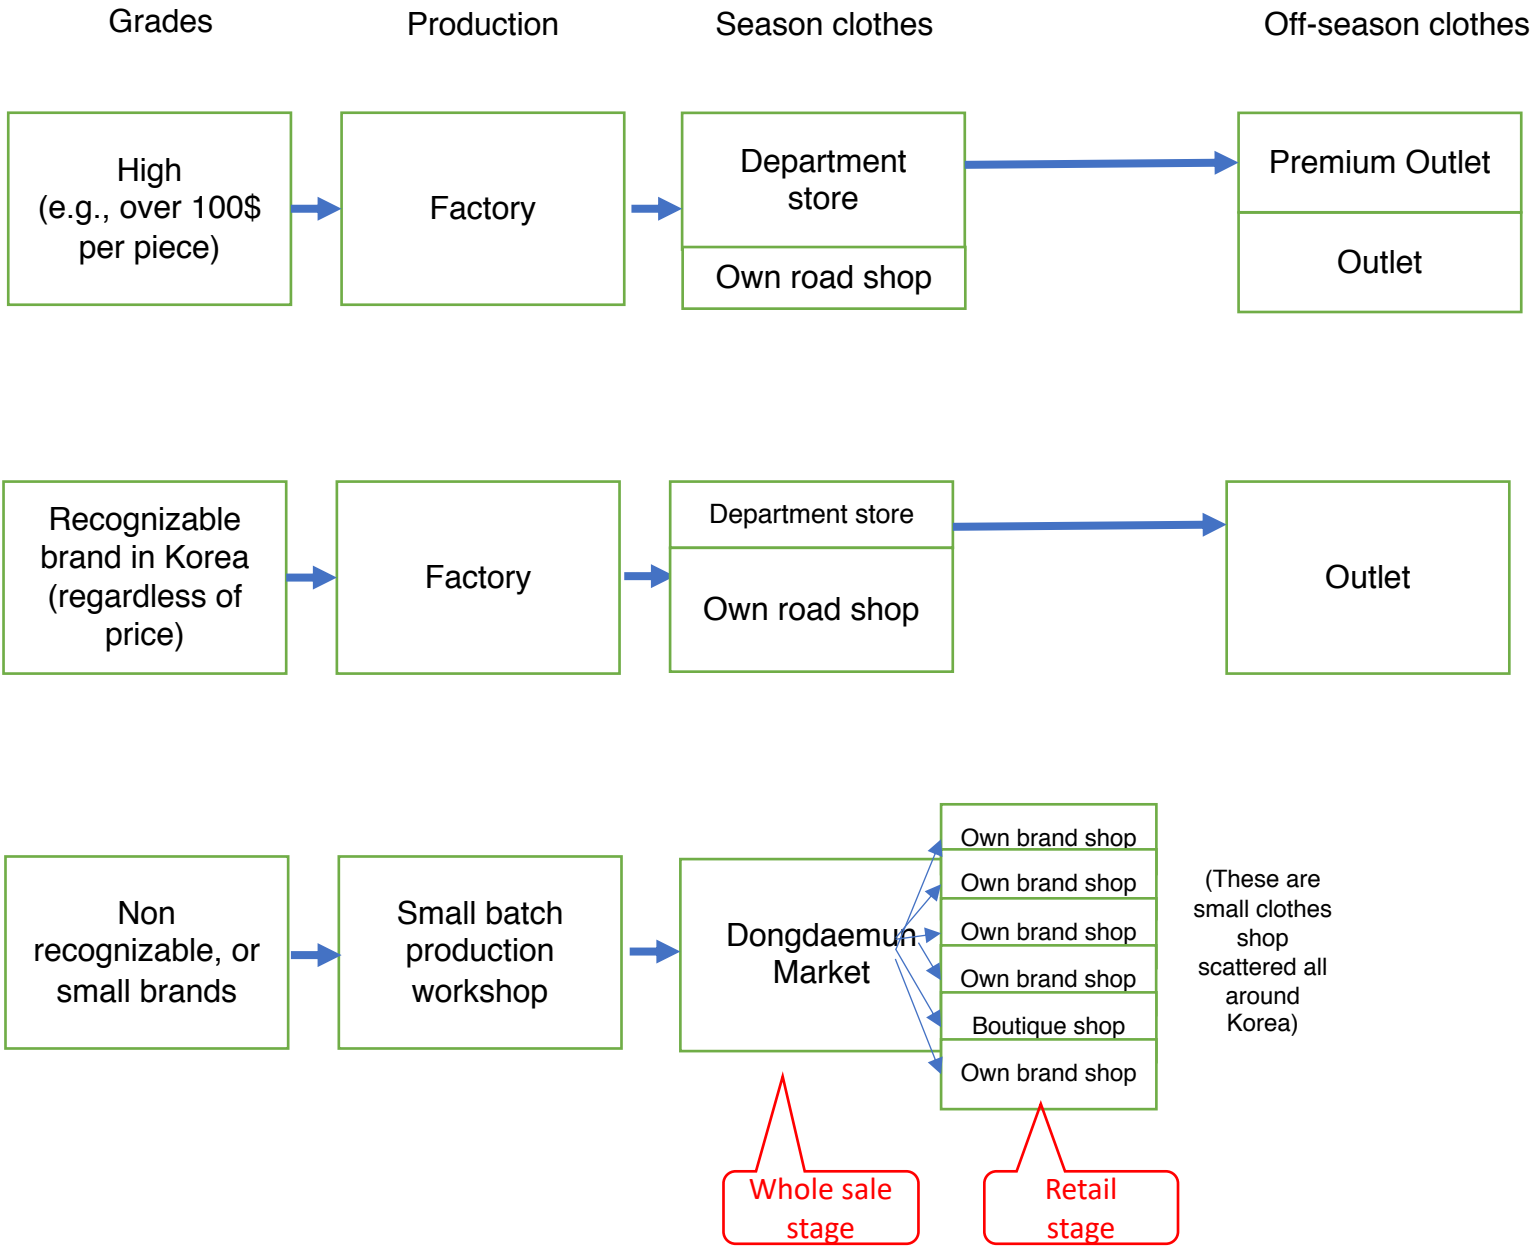 Grades
Production
Season clothes
Off-season clothes
High
(e.g., over 100$
per piece)
Factory
Department
store
Own road shop
Premium Outlet
Outlet
Recognizable
brand in Korea
(regardless of
price)
Factory
Department store
Own road shop
Outlet
Non
recognizable, or
small brands
Small batch
production
workshop
Dongdaemun
Market
Own brand shop
Own brand shop
Own brand shop
Own brand shop
Boutique shop
Own brand shop
(These are
small clothes
shop
scattered all
around
Korea)
Whole sale
stage
Retail
stage